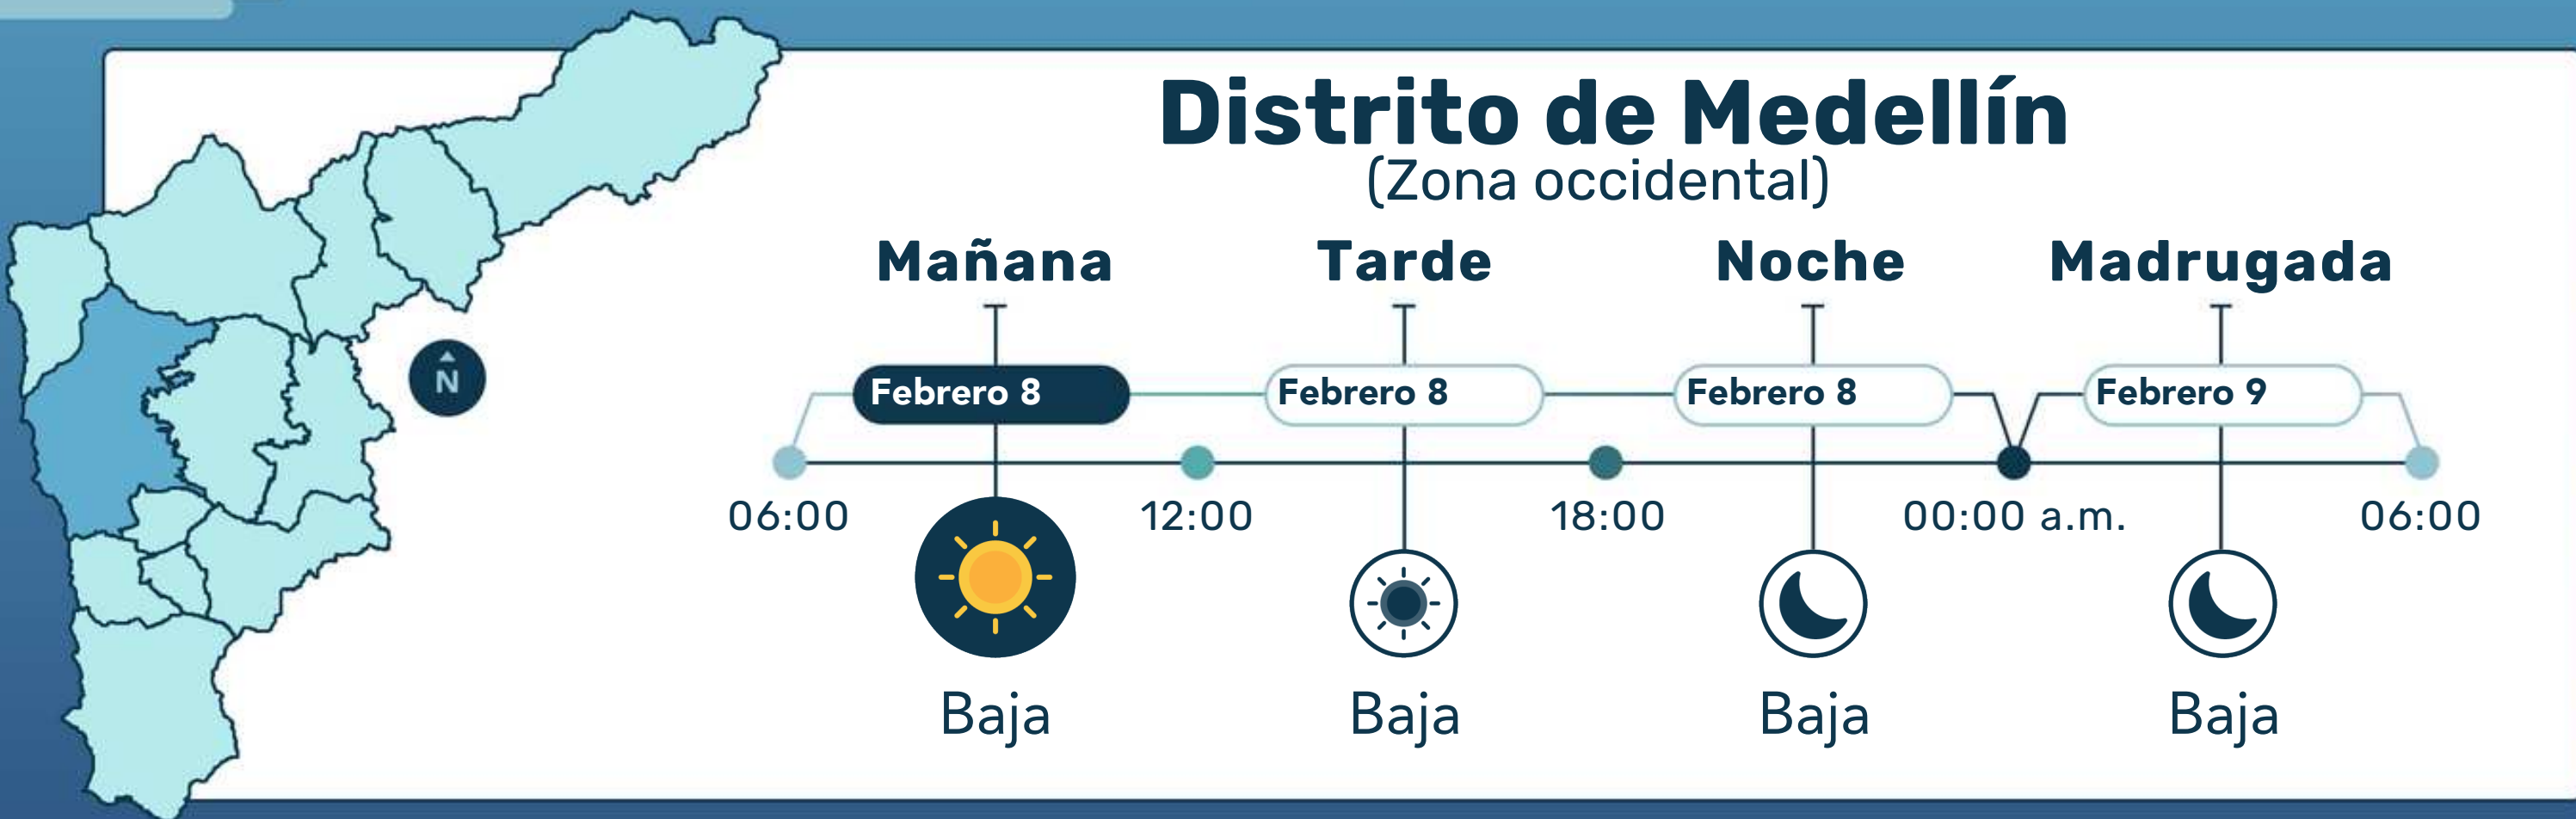 Distrito de Medellín
(Zona occidental)
Mañana Tarde Noche Madrugada
Febrero 8 Febrero 8 Febrero 8 Febrero 9
N
06:00 12:00 18:00 00:00 a.m. 06:00
Baja Baja Baja Baja